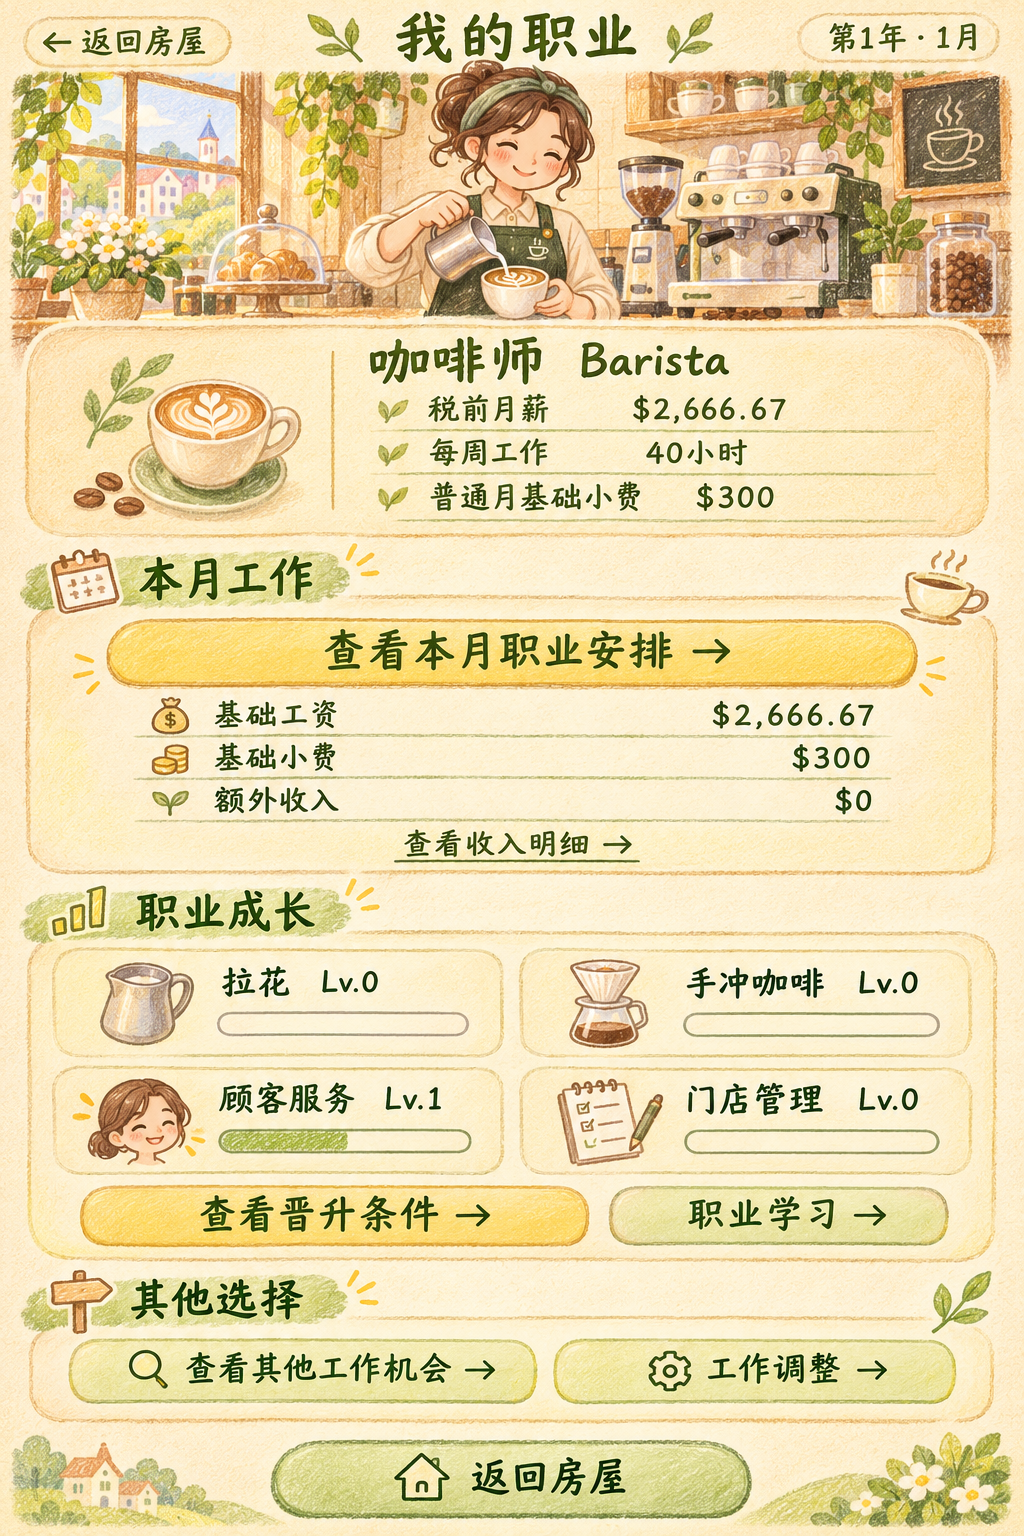 ← 返回房屋
我的职业
第1年 · 1月
咖啡师 Barista
税前月薪 $2,666.67
每周工作 40小时
普通月基础小费 $300
本月工作
查看本月职业安排 →
$
基础工资 $2,666.67
基础小费 $300
额外收入 $0
查看收入明细 →
职业成长
拉花 Lv.0
手冲咖啡 Lv.0
顾客服务 Lv.1
门店管理 Lv.0
查看晋升条件 →
职业学习 →
其他选择
查看其他工作机会 →
工作调整 →
返回房屋